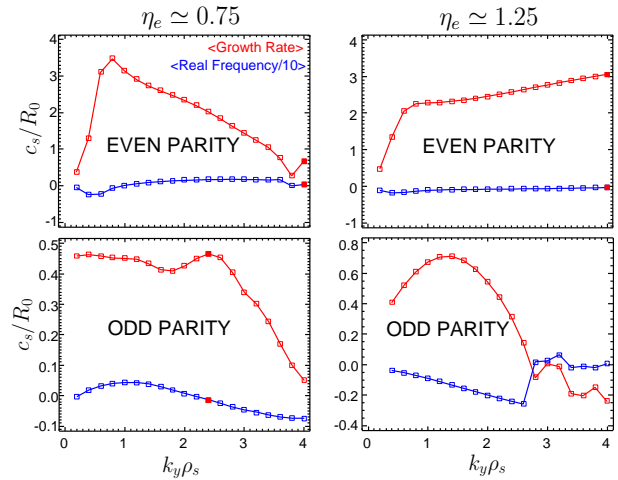 η_e ≃ 0.75
η_e ≃ 1.25
<Growth Rate>
<Real Frequency/10>
c_s/R_0
4
3
2
1
0
-1
EVEN PARITY
3
2
1
0
-1
EVEN PARITY
c_s/R_0
0.5
0.4
0.3
0.2
0.1
0.0
-0.1
ODD PARITY
0 1 2 3 4
k_yρ_s
0.8
0.6
0.4
0.2
0.0
-0.2
-0.4
ODD PARITY
0 1 2 3 4
k_yρ_s